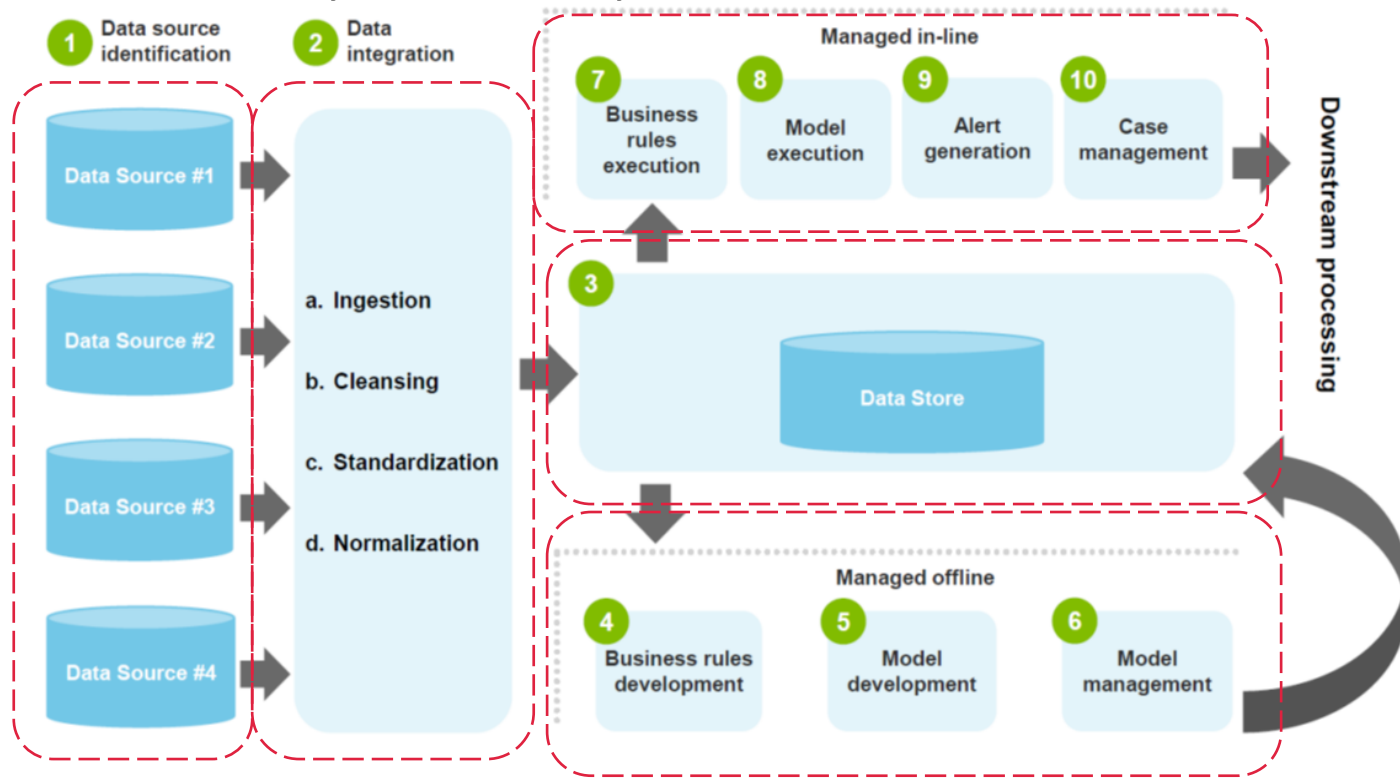 1 Data source
identification
2 Data
integration
Data Source #1
Data Source #2
Data Source #3
Data Source #4
a. Ingestion
b. Cleansing
c. Standardization
d. Normalization
Managed in-line
7
Business
rules
execution
8
Model
execution
9
Alert
generation
10
Case
management
3
Data Store
Managed offline
4
Business rules
development
5
Model
development
6
Model
management
Downstream processing